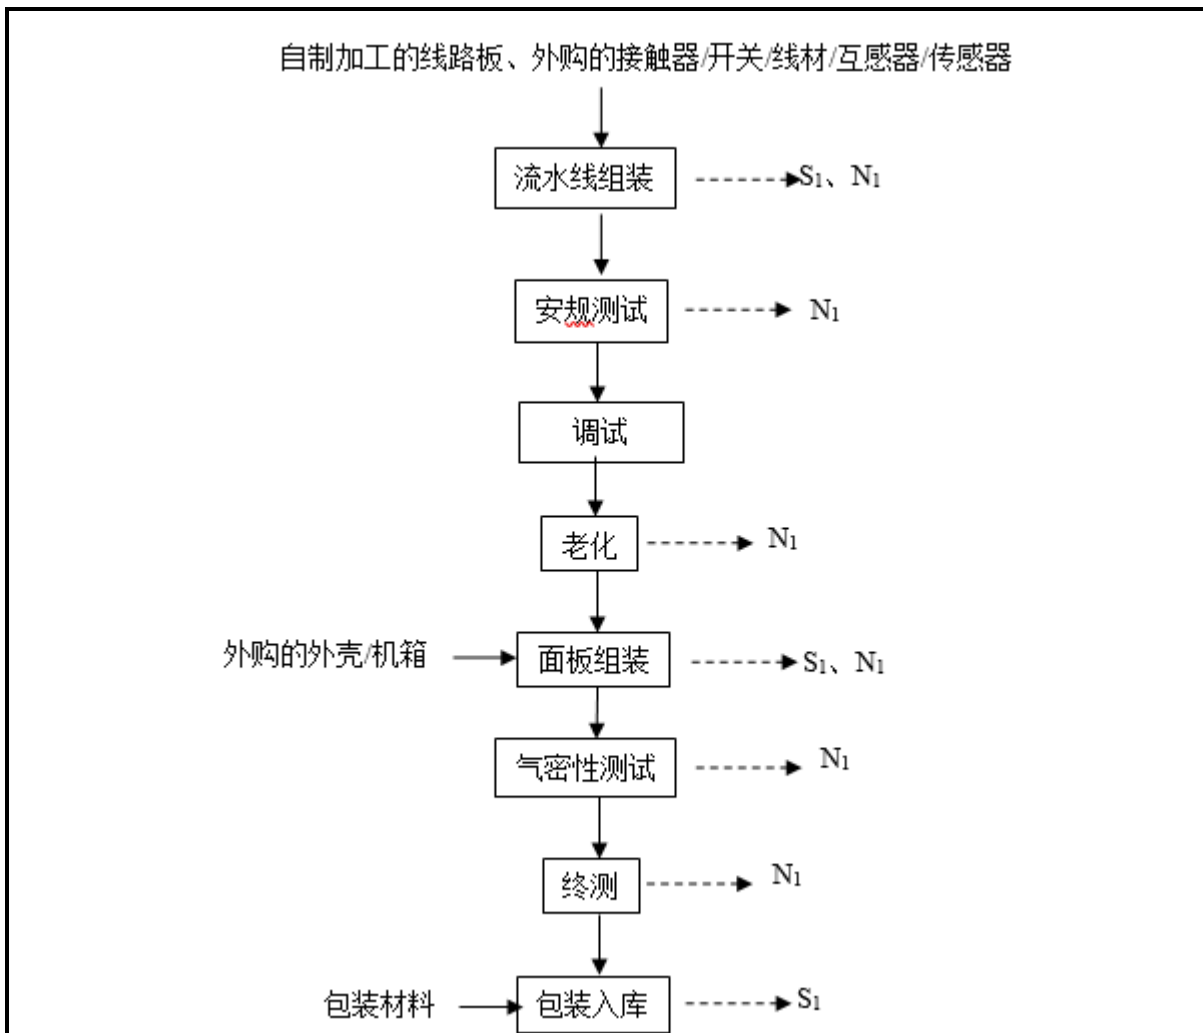 自制加工的线路板、外购的接触器/开关/线材/互感器/传感器
流水线组装 S₁、N₁
安规测试 N₁
调试
老化 N₁
外购的外壳/机箱 面板组装 S₁、N₁
气密性测试 N₁
终测 N₁
包装材料 包装入库 S₁